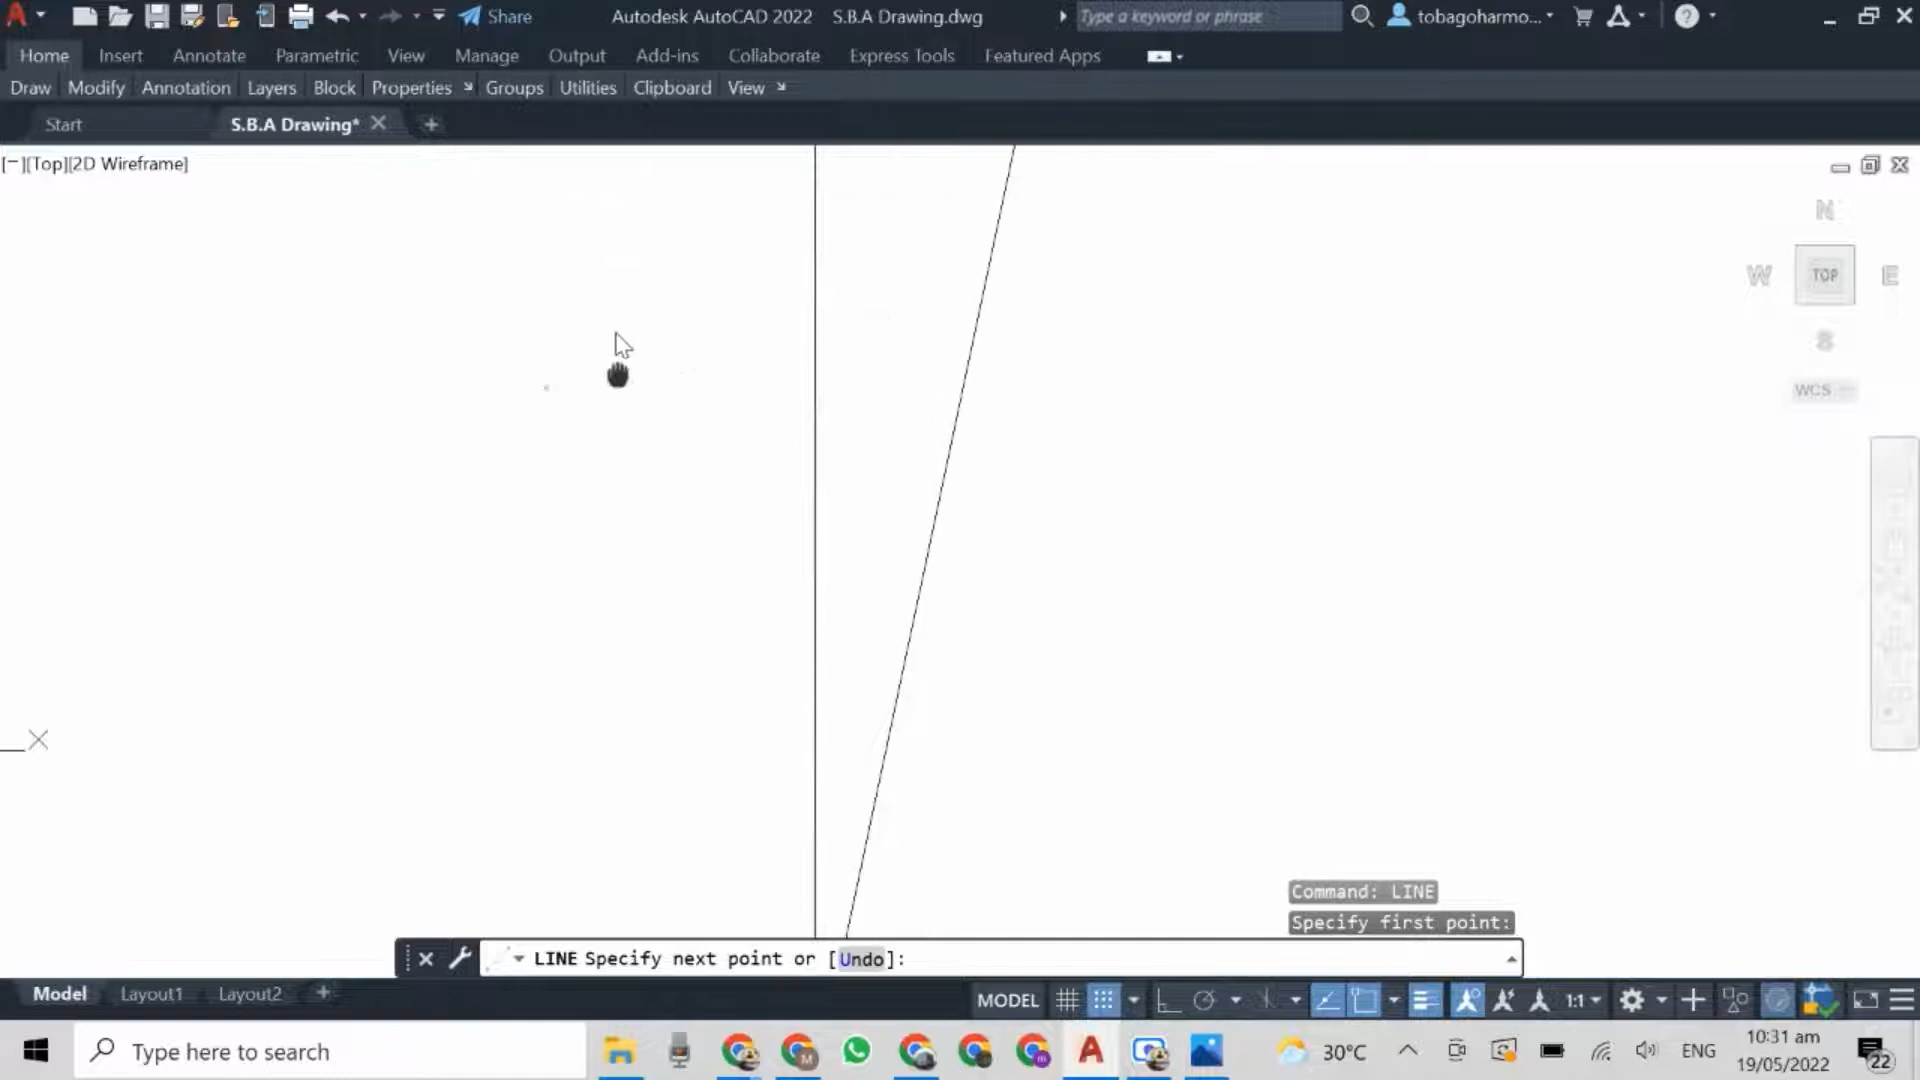 Share
Autodesk AutoCAD 2022 S.B.A Drawing.dwg
Type a keyword or phrase
tobagoharmo...
Home Insert Annotate Parametric View Manage Output Add-ins Collaborate Express Tools Featured Apps
Draw Modify Annotation Layers Block Properties Groups Utilities Clipboard View
Start S.B.A Drawing*
[−][Top][2D Wireframe]
N
W TOP E
S
WCS
Command: LINE
Specify first point:
LINE Specify next point or [Undo]:
Model Layout1 Layout2 +
MODEL 1:1
Type here to search
30°C
ENG
10:31 am
19/05/2022
22